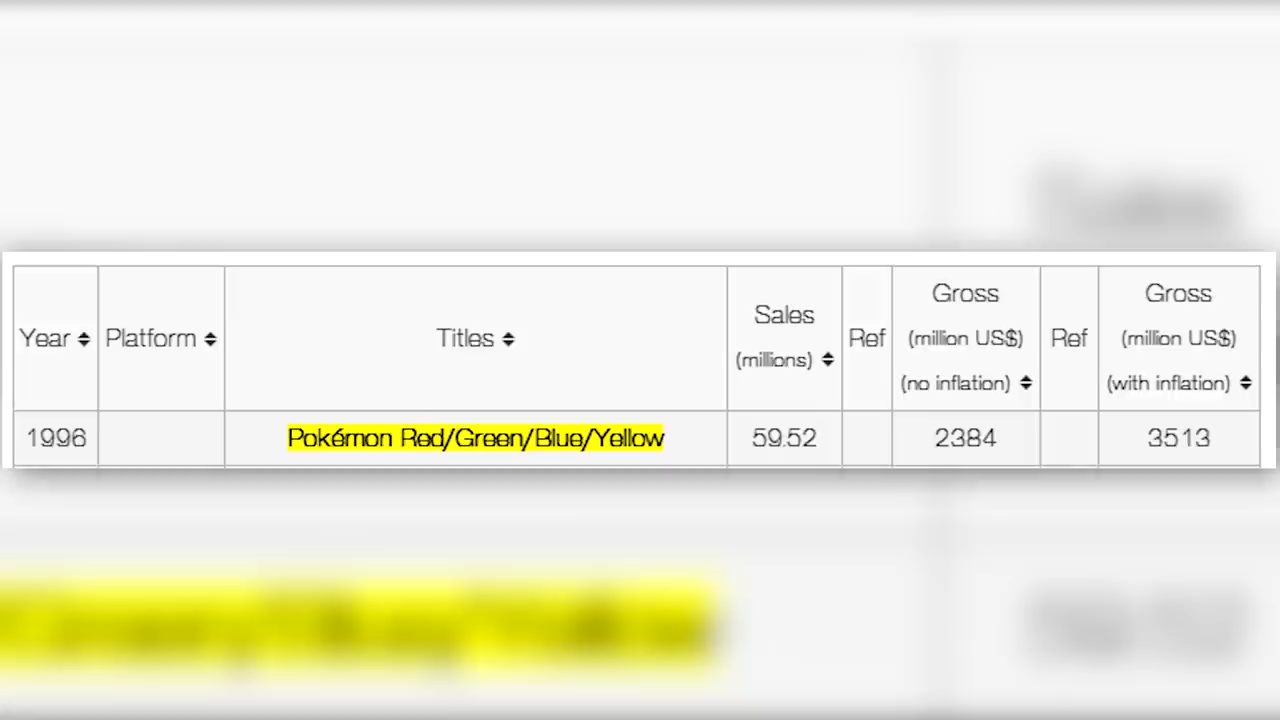 Year
Platform
Titles
Sales
(millions)
Ref
Gross
(million US$)
(no inflation)
Ref
Gross
(million US$)
(with inflation)
1996 Pokémon Red/Green/Blue/Yellow 59.52 2384 3513